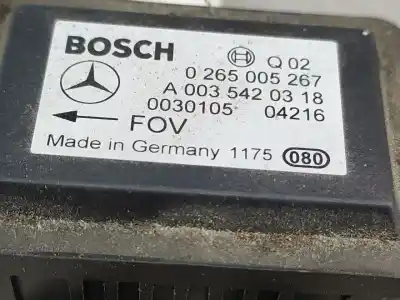 BOSCH Q 02
0 265 005 267
A 003 542 03 18
0030105 04216
FOV
Made in Germany 1175 080